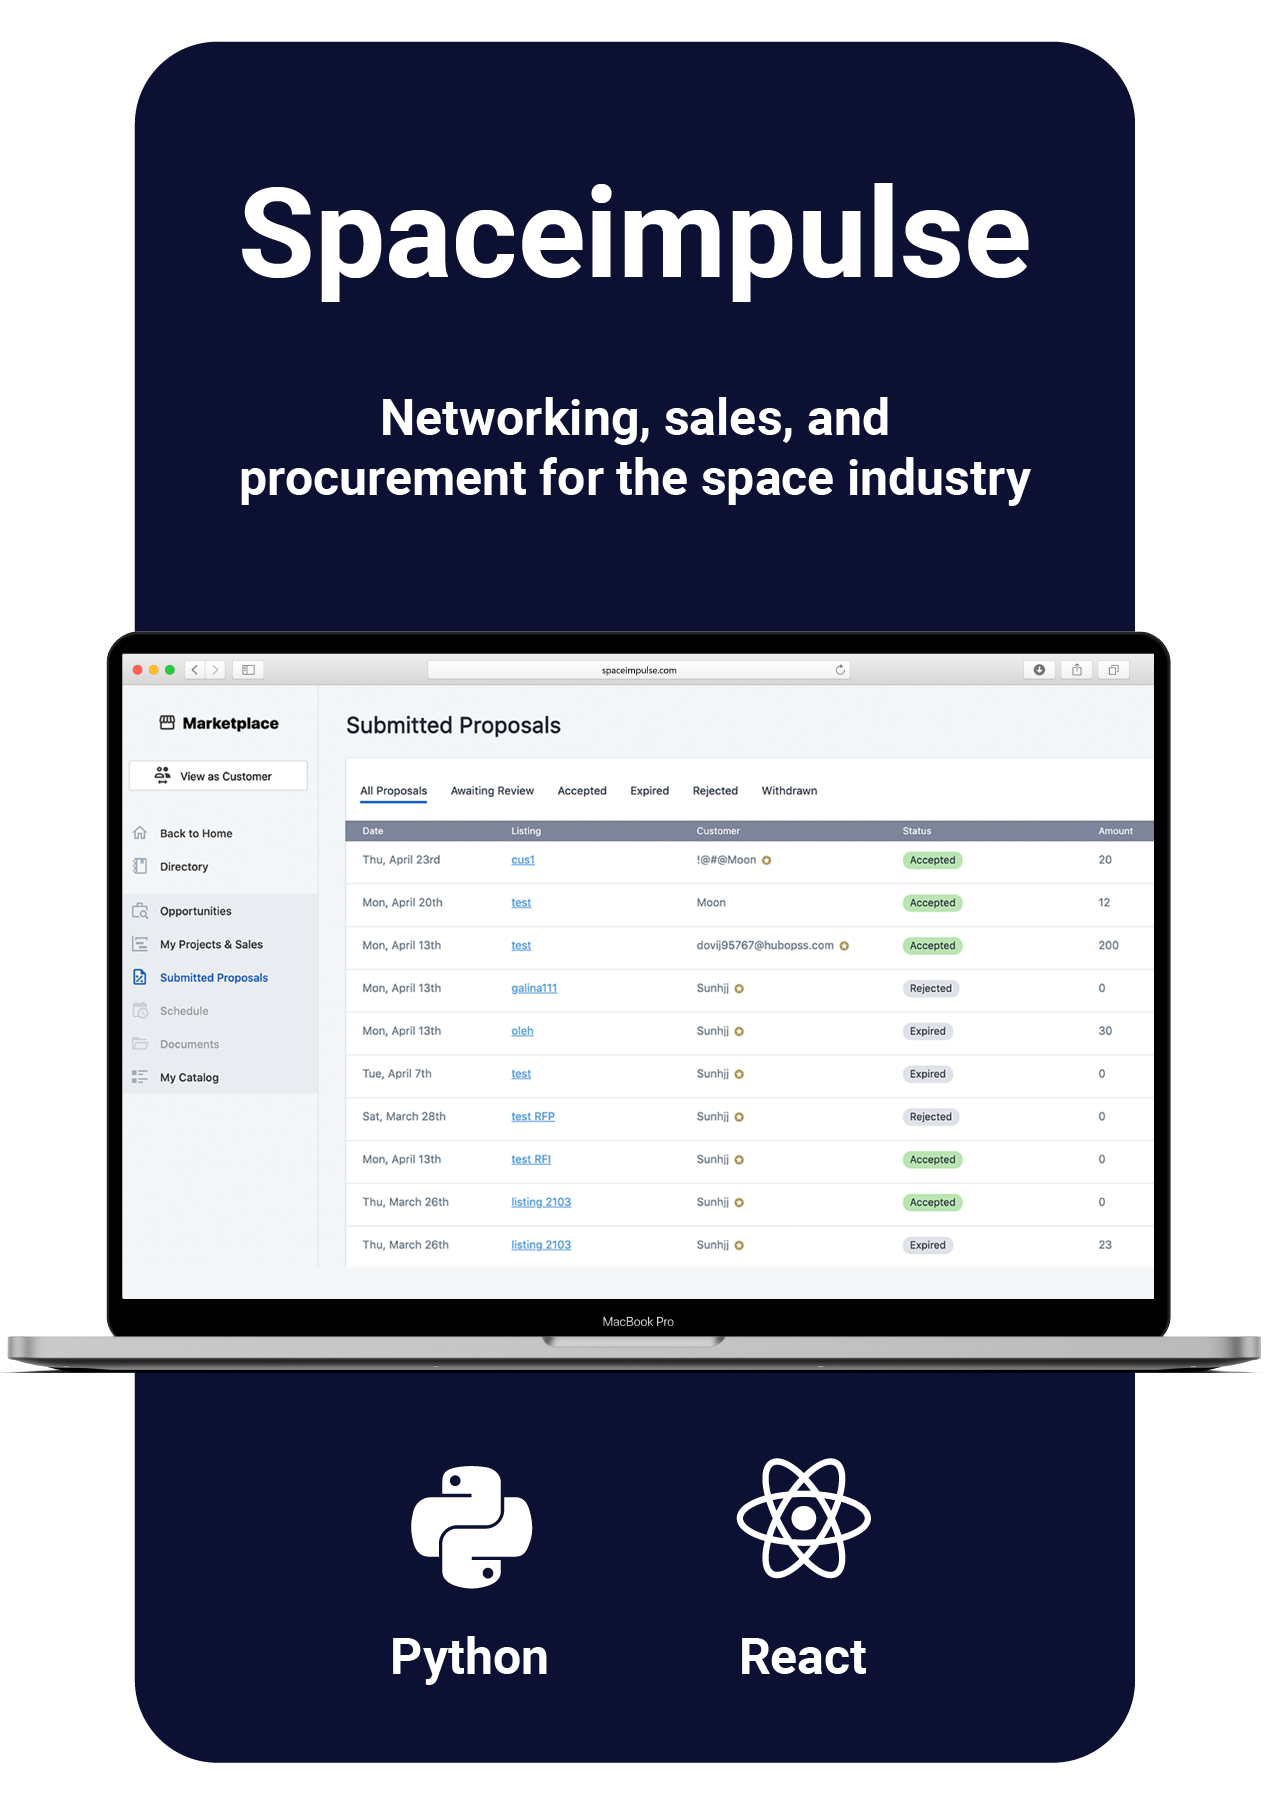 Spaceimpulse
Networking, sales, and
procurement for the space industry
spaceimpulse.com
Marketplace
View as Customer
Back to Home
Directory
Opportunities
My Projects & Sales
Submitted Proposals
Schedule
Documents
My Catalog
Submitted Proposals
All Proposals Awaiting Review Accepted Expired Rejected Withdrawn
Date Listing Customer Status Amount
Thu, April 23rd cus1 !@#@Moon Accepted 20
Mon, April 20th test Moon Accepted 12
Mon, April 13th test dovij95767@hubopss.com Accepted 200
Mon, April 13th galina111 Sunhjj Rejected 0
Mon, April 13th oleh Sunhjj Expired 30
Tue, April 7th test Sunhjj Expired 0
Sat, March 28th test RFP Sunhjj Rejected 0
Mon, April 13th test RFI Sunhjj Accepted 0
Thu, March 26th listing 2103 Sunhjj Accepted 0
Thu, March 26th listing 2103 Sunhjj Expired 23
MacBook Pro
Python React